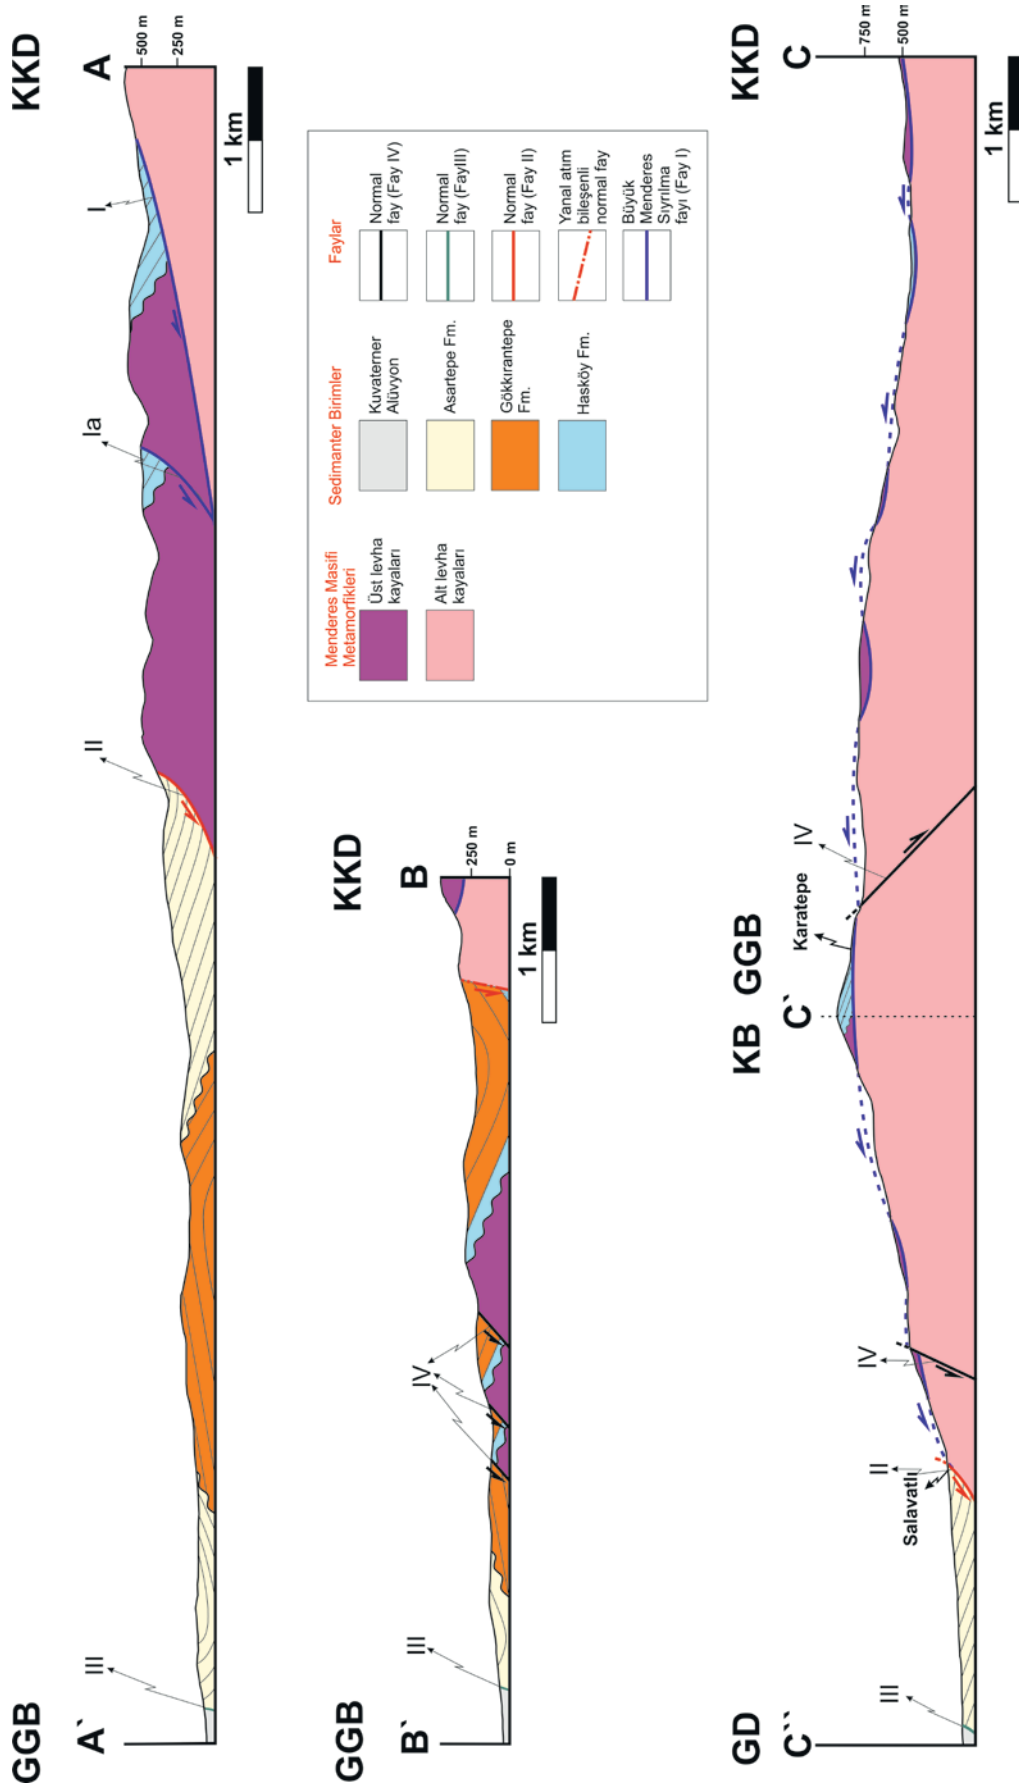 GGB
KKD
A`
A
III
II
Ia
I
500 m
250 m
1 km
GGB
KKD
B`
B
III
IV
250 m
0 m
1 km
Menderes Masifi
Metamorfikleri
Üst levha
kayaları
Alt levha
kayaları
Sedimanter Birimler
Kuvaterner
Alüvyon
Asartepe Fm.
Gökkırantepe
Fm.
Hasköy Fm.
Faylar
Normal
fay (Fay IV)
Normal
fay (FayIII)
Normal
fay (Fay II)
Yanal atım
bileşenli
normal fay
Büyük
Menderes
Sıyrılma
fayı (Fay I)
GD
KB
GGB
KKD
C``
C`
C
III
Salavatlı
II
IV
Karatepe
IV
750 m
500 m
1 km